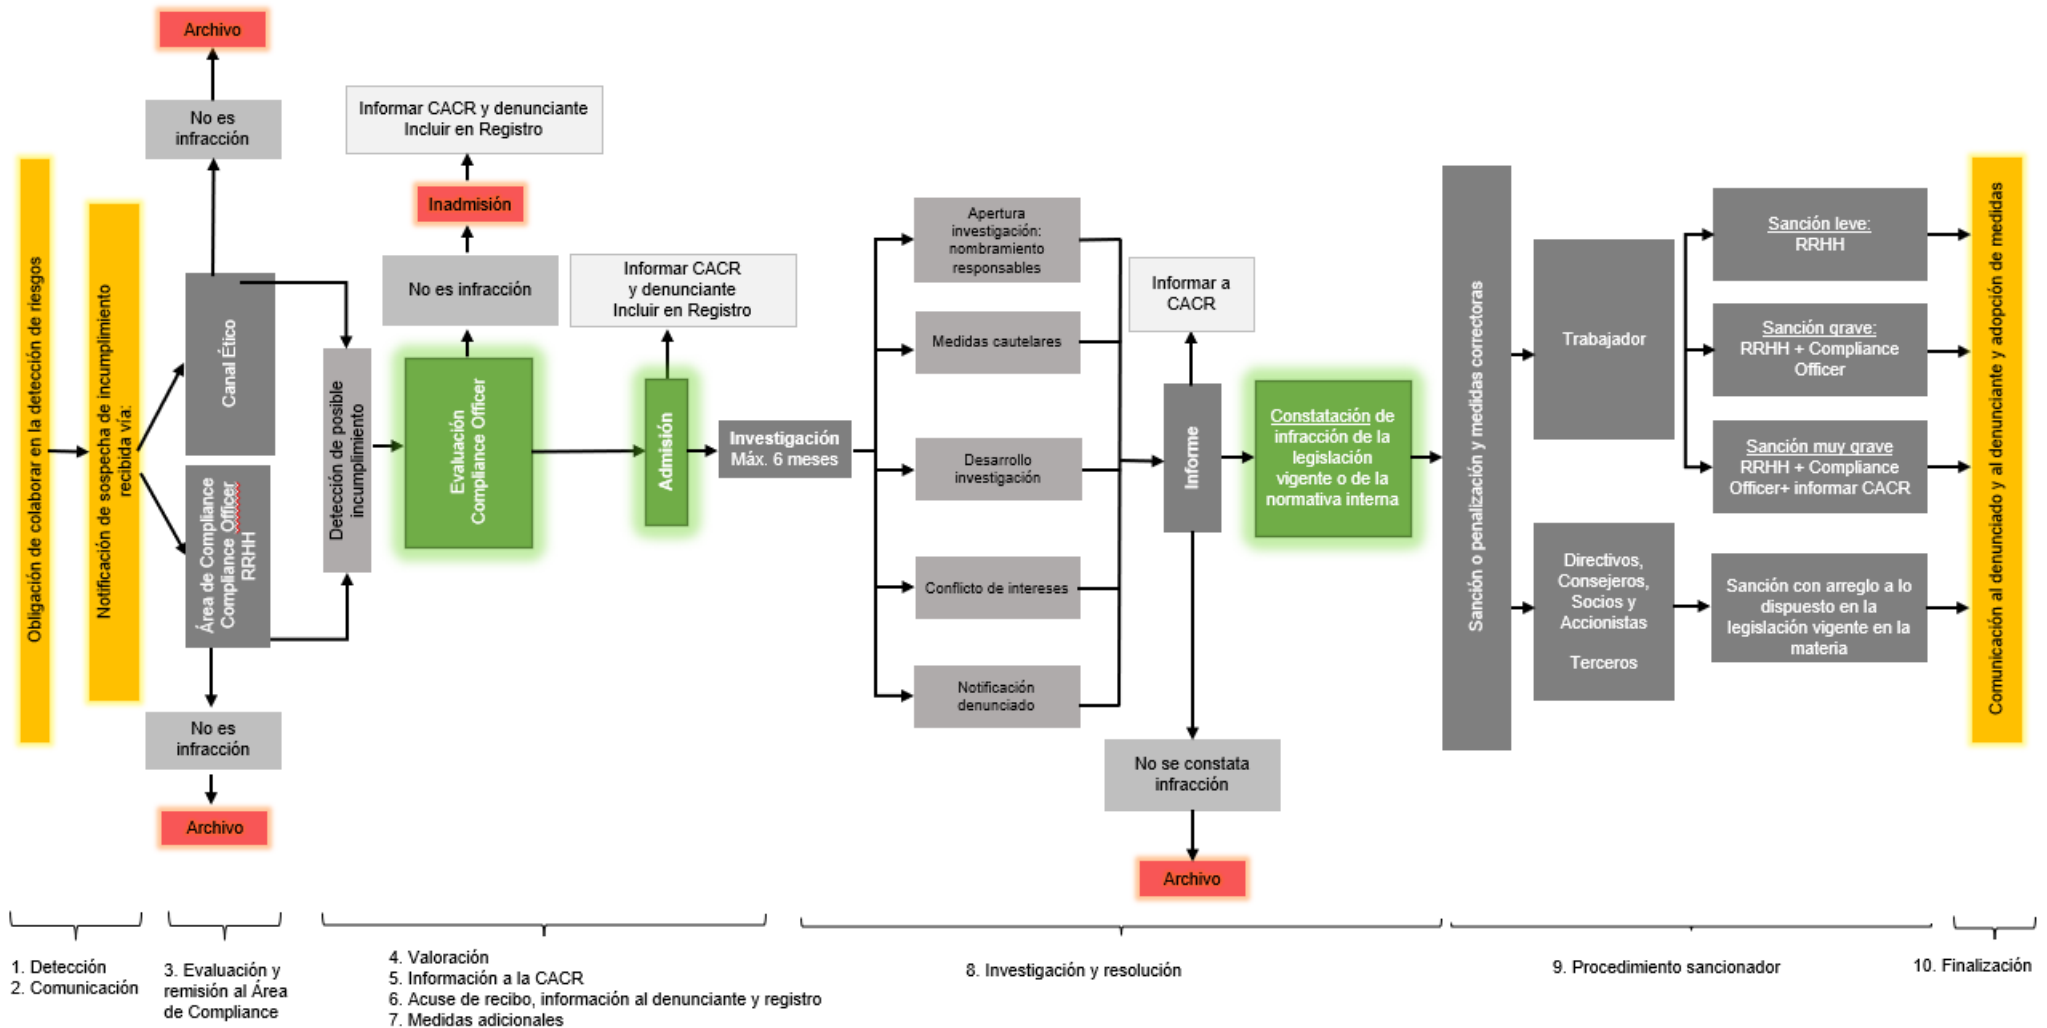 Obligación de colaborar en la detección de riesgos
Notificación de sospecha de incumplimiento
recibida vía:
Archivo
No es
infracción
Canal Ético
Área de Compliance
Compliance Officer
RRHH
No es
infracción
Archivo
Detección de posible
incumplimiento
Informar CACR y denunciante
Incluir en Registro
Inadmisión
No es infracción
Evaluación
Compliance Officer
Informar CACR
y denunciante
Incluir en Registro
Admisión
Investigación
Máx. 6 meses
Apertura
investigación:
nombramiento
responsables
Medidas cautelares
Desarrollo
investigación
Conflicto de intereses
Notificación
denunciado
Informar a
CACR
Informe
No se constata
infracción
Archivo
Constatación de
infracción de la
legislación
vigente o de la
normativa interna
Sanción o penalización y medidas correctoras
Trabajador
Directivos,
Consejeros,
Socios y
Accionistas
Terceros
Sanción leve:
RRHH
Sanción grave:
RRHH + Compliance
Officer
Sanción muy grave
RRHH + Compliance
Officer+ informar CACR
Sanción con arreglo a lo
dispuesto en la
legislación vigente en la
materia
Comunicación al denunciado y al denunciante y adopción de medidas
1. Detección
2. Comunicación
3. Evaluación y
remisión al Área
de Compliance
4. Valoración
5. Información a la CACR
6. Acuse de recibo, información al denunciante y registro
7. Medidas adicionales
8. Investigación y resolución
9. Procedimiento sancionador
10. Finalización